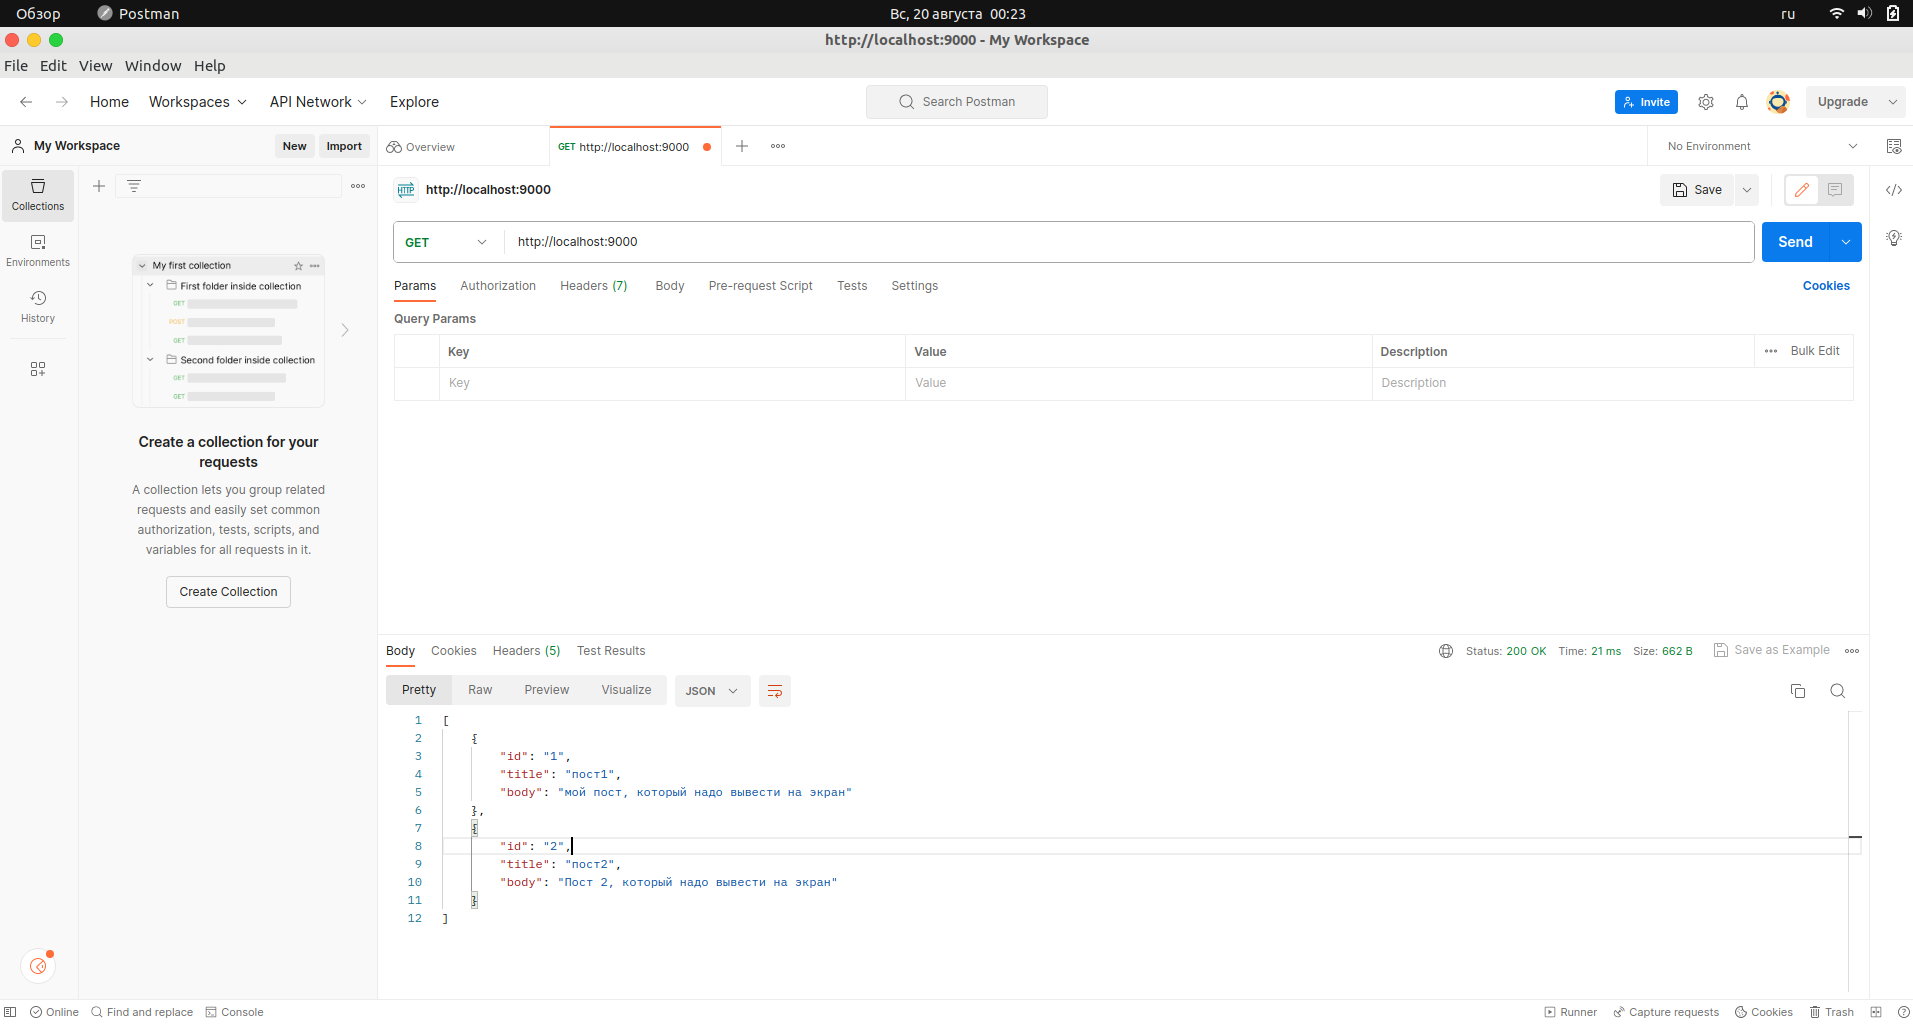 Обзор Postman Вс, 20 августа 00:23 ru
http://localhost:9000 - My Workspace
File Edit View Window Help
Home Workspaces API Network Explore Search Postman Invite Upgrade
My Workspace New Import Overview GET http://localhost:9000 No Environment
Collections
Environments
History
My first collection
First folder inside collection
GET
POST
GET
Second folder inside collection
GET
GET
Create a collection for your
requests
A collection lets you group related
requests and easily set common
authorization, tests, scripts, and
variables for all requests in it.
Create Collection
HTTP http://localhost:9000 Save
GET http://localhost:9000 Send
Params Authorization Headers (7) Body Pre-request Script Tests Settings Cookies
Query Params
Key Value Description Bulk Edit
Key Value Description
Body Cookies Headers (5) Test Results Status: 200 OK Time: 21 ms Size: 662 B Save as Example
Pretty Raw Preview Visualize JSON
1 [
2 {
3 "id": "1",
4 "title": "пост1",
5 "body": "мой пост, который надо вывести на экран"
6 },
7 {
8 "id": "2",
9 "title": "пост2",
10 "body": "Пост 2, который надо вывести на экран"
11 }
12 ]
Online Find and replace Console Runner Capture requests Cookies Trash